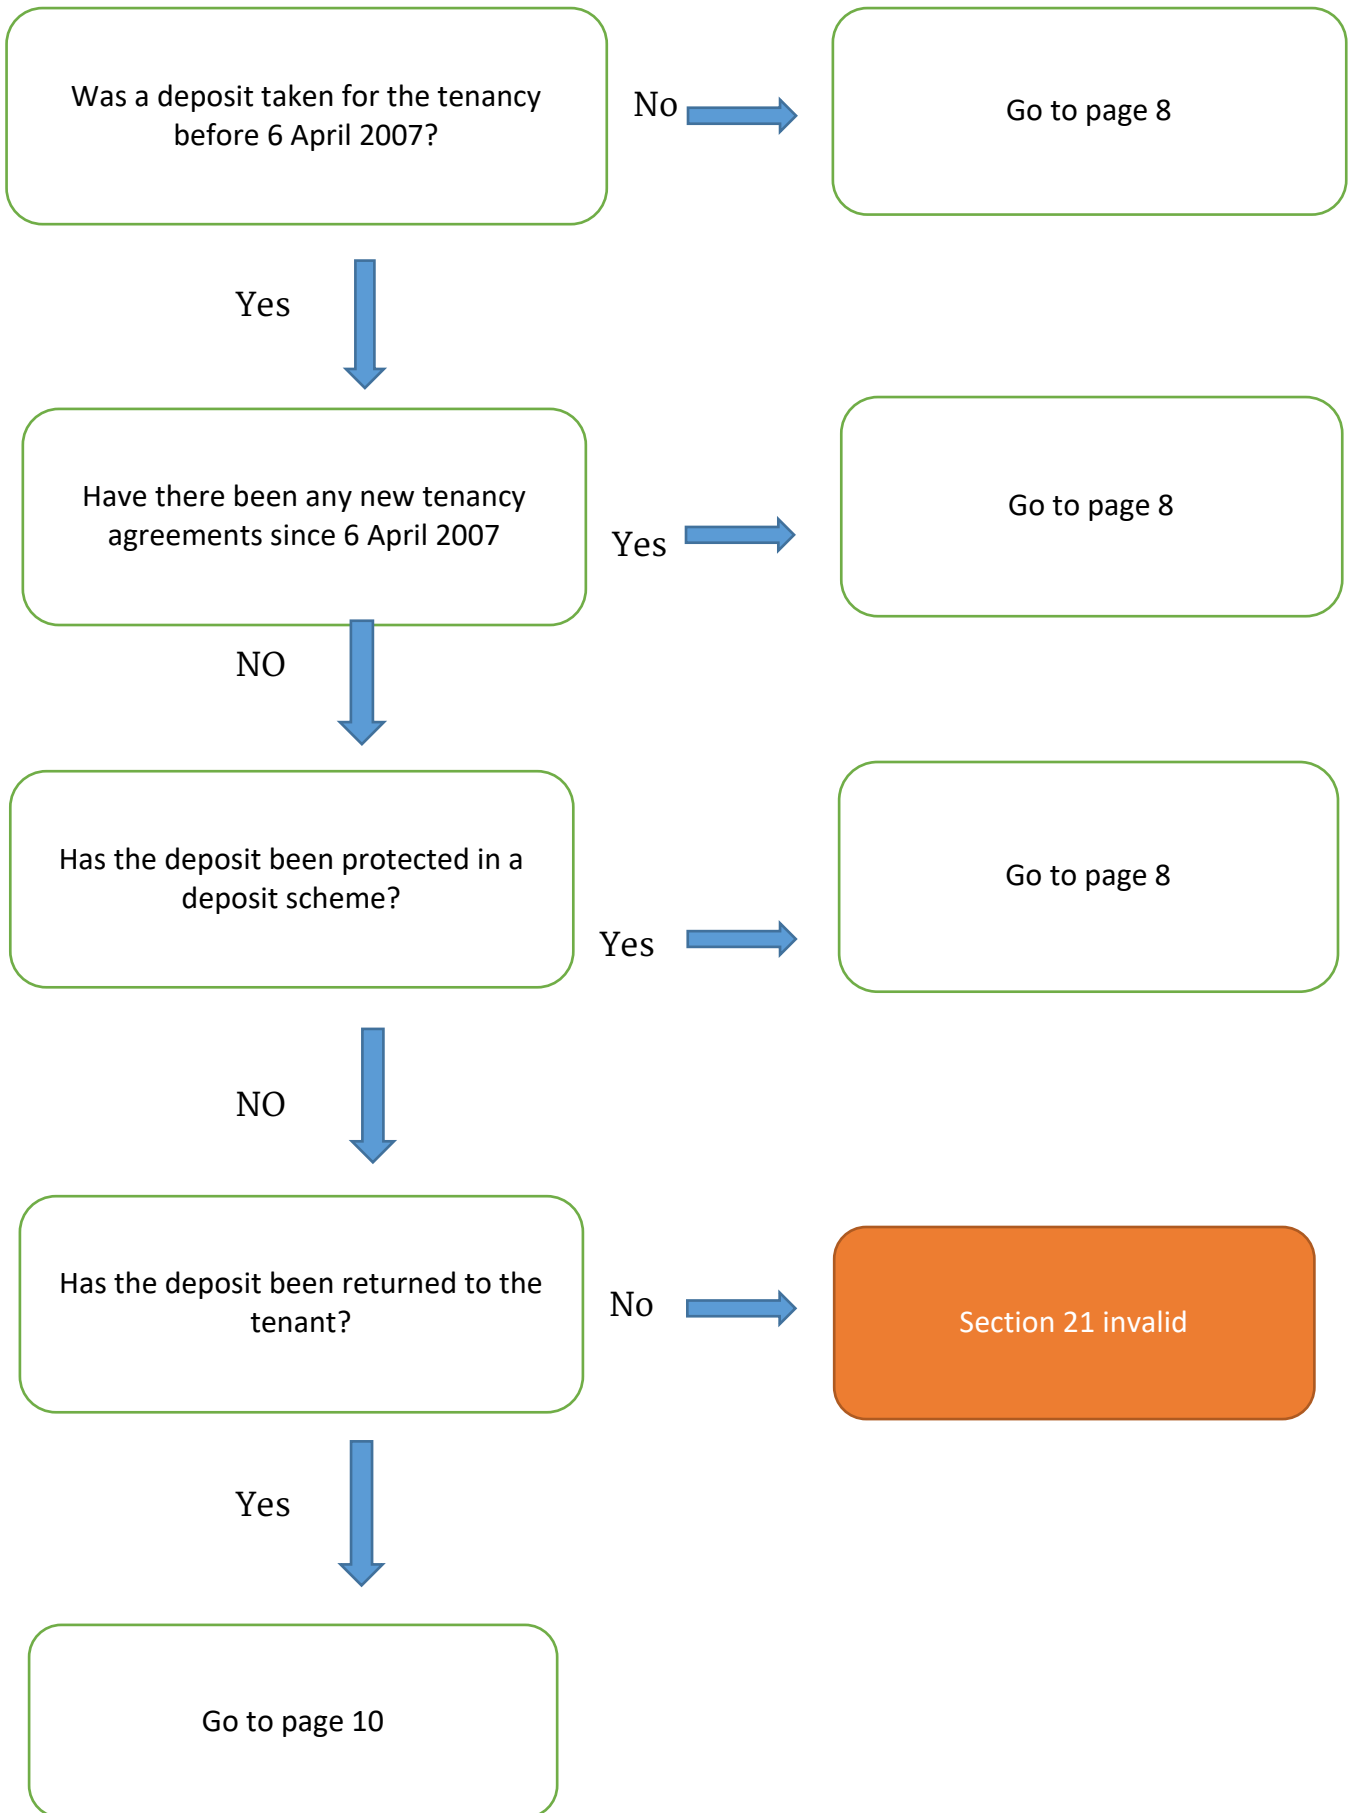 Was a deposit taken for the tenancy
before 6 April 2007?
No
Go to page 8
Yes
Have there been any new tenancy
agreements since 6 April 2007
Yes
Go to page 8
NO
Has the deposit been protected in a
deposit scheme?
Yes
Go to page 8
NO
Has the deposit been returned to the
tenant?
No
Section 21 invalid
Yes
Go to page 10